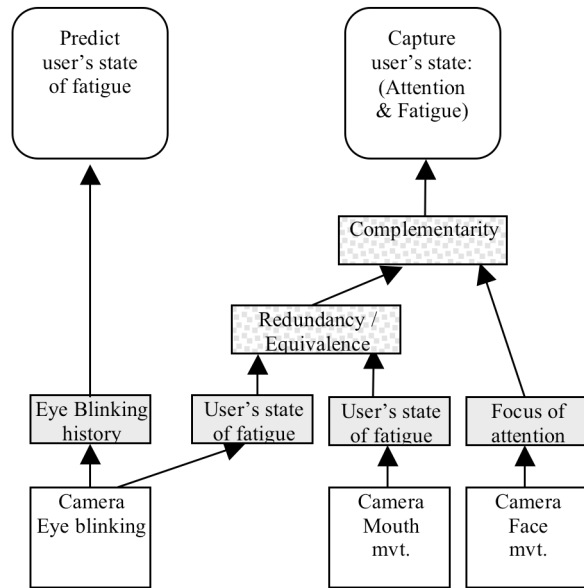 Predict
user's state
of fatigue
Capture
user's state:
(Attention
& Fatigue)
Complementarity
Redundancy /
Equivalence
Eye Blinking
history
User's state
of fatigue
User's state
of fatigue
Focus of
attention
Camera
Eye blinking
Camera
Mouth
mvt.
Camera
Face
mvt.